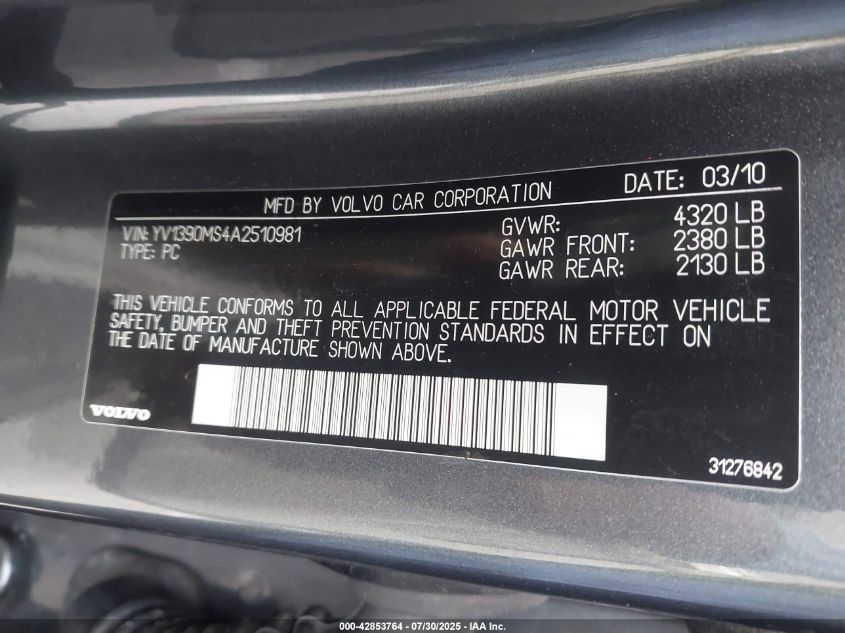 MFD BY VOLVO CAR CORPORATION DATE: 03/10
VIN: YV1390MS4A2510981
TYPE: PC
GVWR: 4320 LB
GAWR FRONT: 2380 LB
GAWR REAR: 2130 LB
THIS VEHICLE CONFORMS TO ALL APPLICABLE FEDERAL MOTOR VEHICLE
SAFETY, BUMPER AND THEFT PREVENTION STANDARDS IN EFFECT ON
THE DATE OF MANUFACTURE SHOWN ABOVE.
VOLVO
31276842
000-42853764 - 07/30/2025 - IAA Inc.